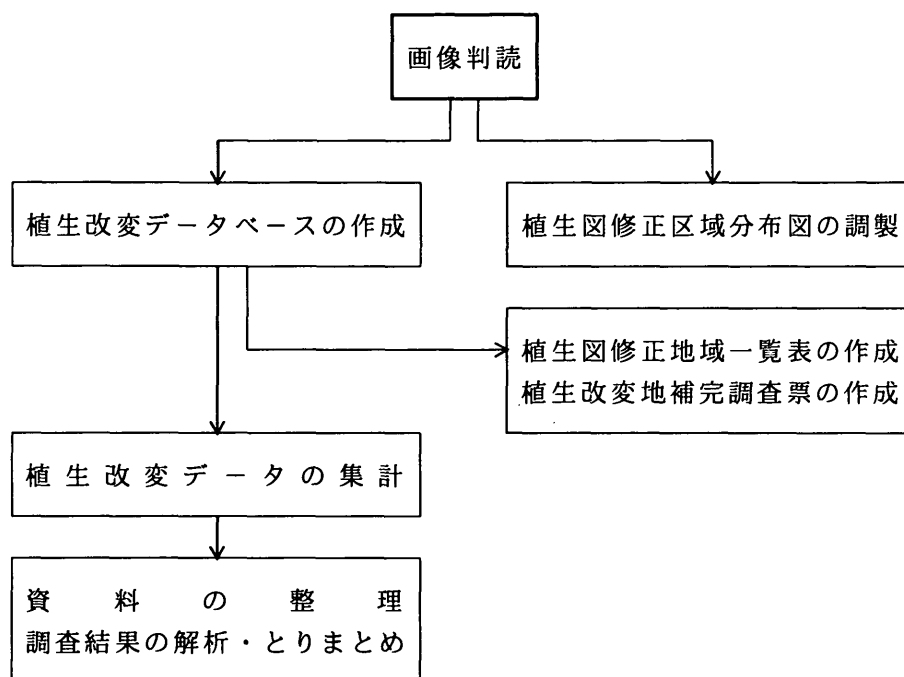 画像判読
植生改変データベースの作成
植生図修正区域分布図の調製
植生図修正地域一覧表の作成
植生改変地補完調査票の作成
植生改変データの集計
資料の整理
調査結果の解析・とりまとめ